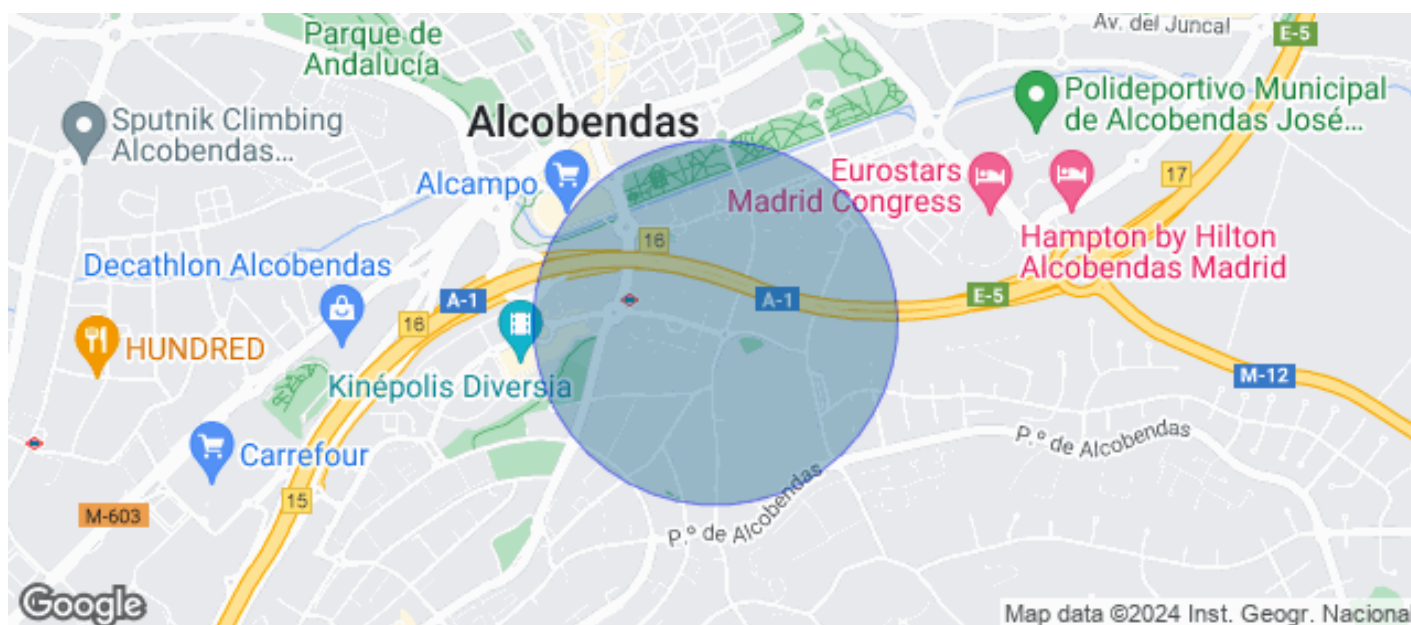 Av. del Juncal
E-5
Parque de
Andalucía
Polideportivo Municipal
de Alcobendas José...
Sputnik Climbing
Alcobendas...
Alcobendas
Alcampo
Eurostars
Madrid Congress
17
16
Hampton by Hilton
Alcobendas Madrid
Decathlon Alcobendas
A-1
A-1
E-5
16
HUNDRED
Kinépolis Diversia
M-12
P.º de Alcobendas
Carrefour
15
M-603
P.º de Alcobendas
Google
Map data ©2024 Inst. Geogr. Nacional